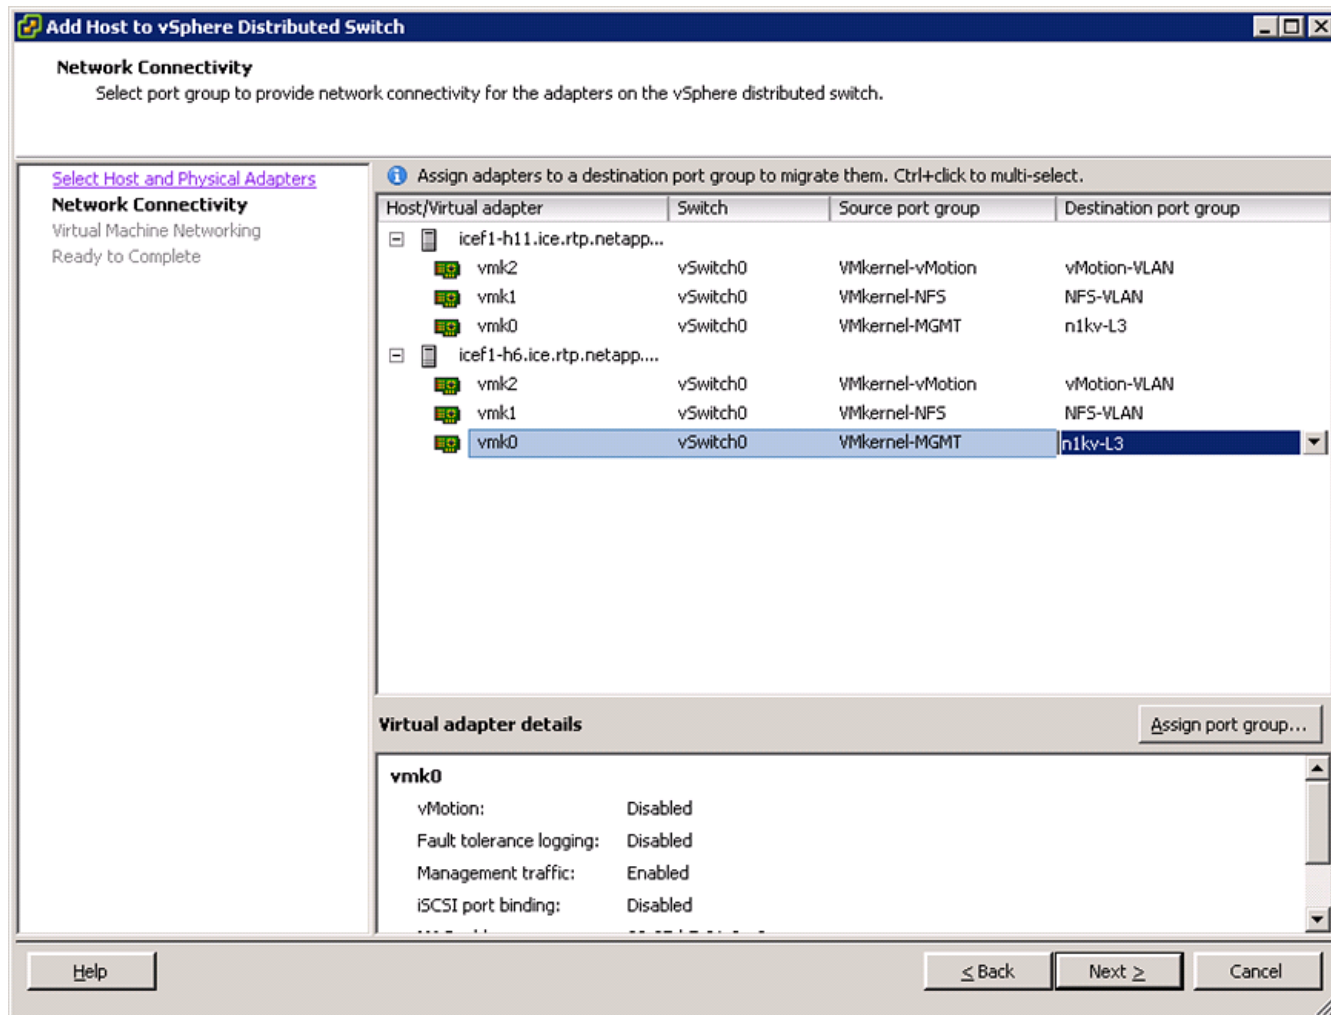 Add Host to vSphere Distributed Switch
Network Connectivity
Select port group to provide network connectivity for the adapters on the vSphere distributed switch.
Select Host and Physical Adapters
Network Connectivity
Virtual Machine Networking
Ready to Complete
Assign adapters to a destination port group to migrate them. Ctrl+click to multi-select.
Host/Virtual adapter Switch Source port group Destination port group
icef1-h11.ice.rtp.netapp...
vmk2 vSwitch0 VMkernel-vMotion vMotion-VLAN
vmk1 vSwitch0 VMkernel-NFS NFS-VLAN
vmk0 vSwitch0 VMkernel-MGMT n1kv-L3
icef1-h6.ice.rtp.netapp....
vmk2 vSwitch0 VMkernel-vMotion vMotion-VLAN
vmk1 vSwitch0 VMkernel-NFS NFS-VLAN
vmk0 vSwitch0 VMkernel-MGMT n1kv-L3
Virtual adapter details
Assign port group...
vmk0
vMotion: Disabled
Fault tolerance logging: Disabled
Management traffic: Enabled
iSCSI port binding: Disabled
Help
< Back
Next >
Cancel